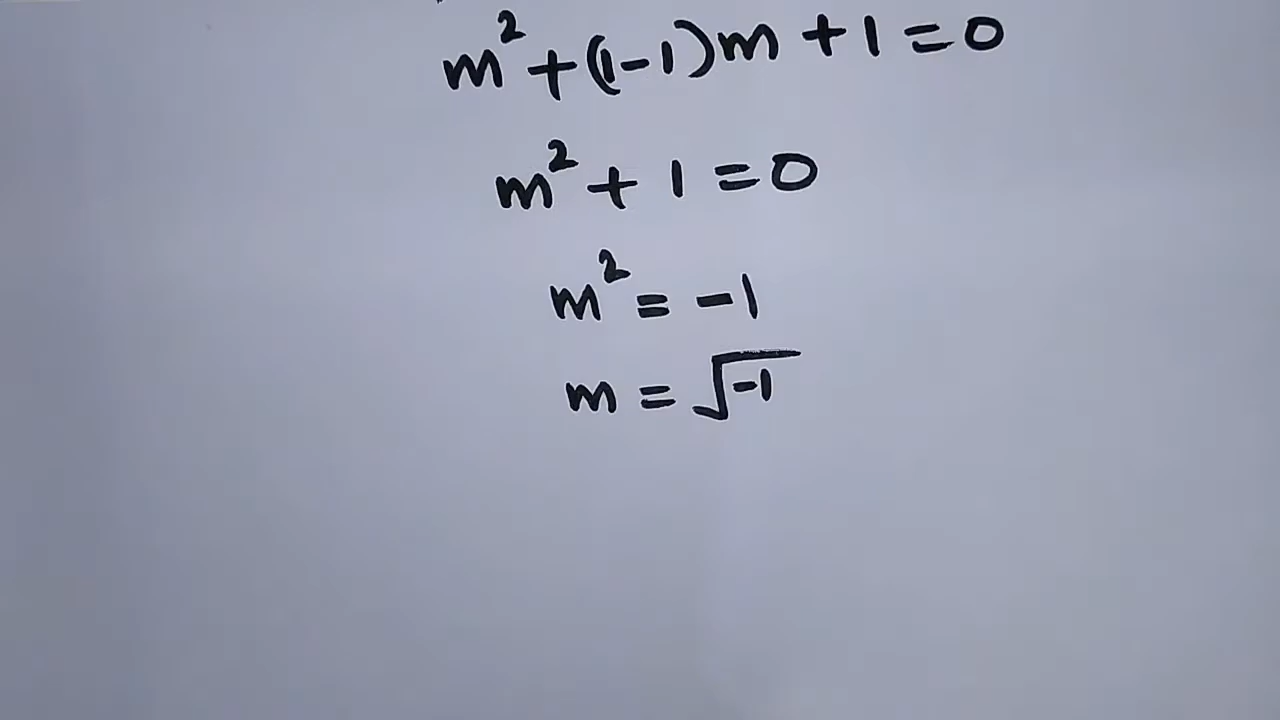 m² + (1-1)m + 1 = 0
m² + 1 = 0
m² = -1
m = √-1